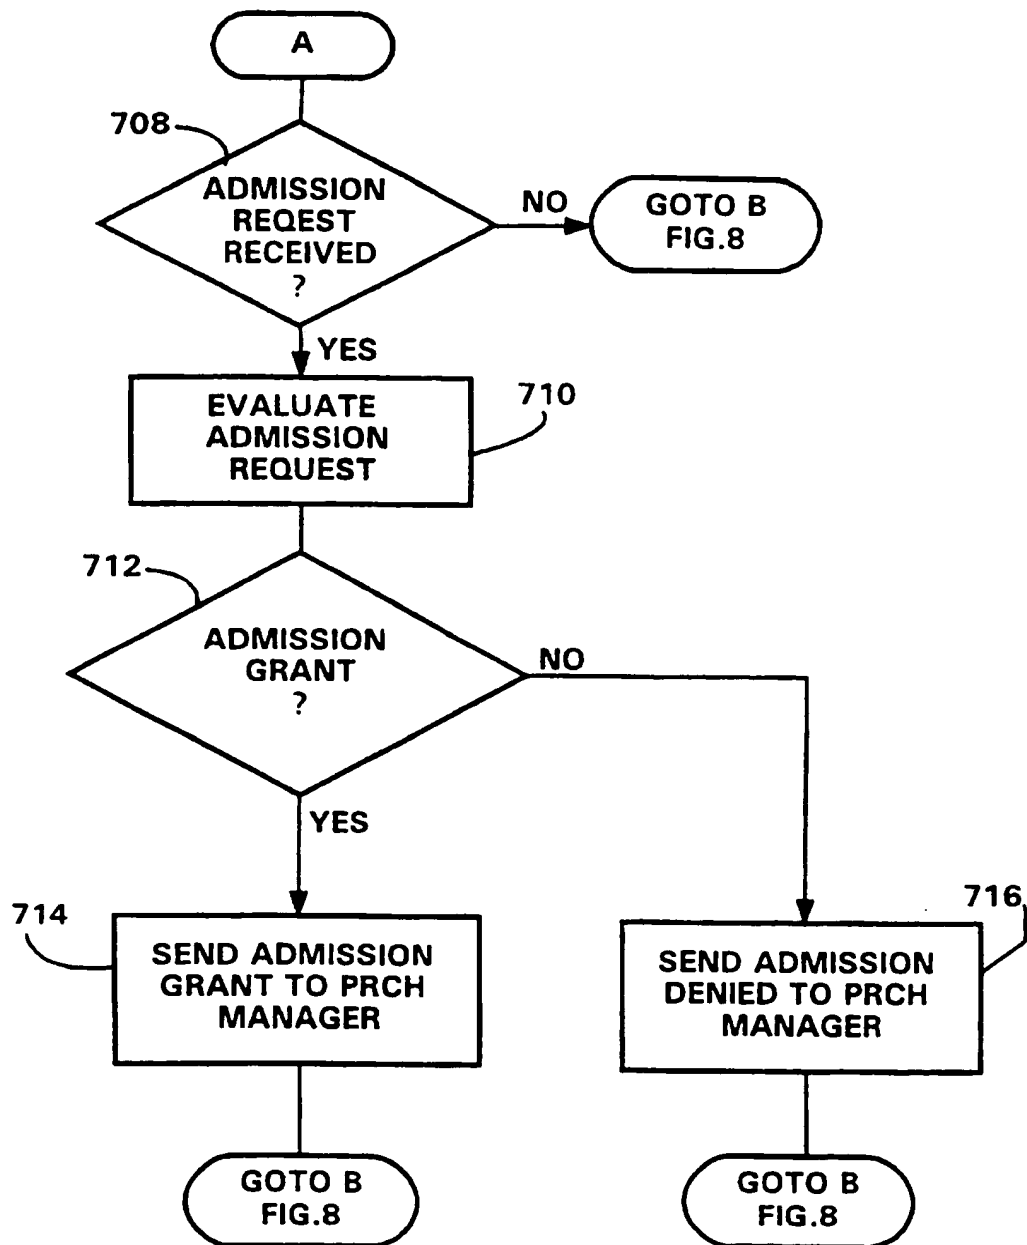 A
708
ADMISSION
REQEST
RECEIVED
?
NO
GOTO B
FIG.8
YES
EVALUATE
ADMISSION
REQUEST
710
712
ADMISSION
GRANT
?
NO
YES
714
SEND ADMISSION
GRANT TO PRCH
MANAGER
716
SEND ADMISSION
DENIED TO PRCH
MANAGER
GOTO B
FIG.8
GOTO B
FIG.8